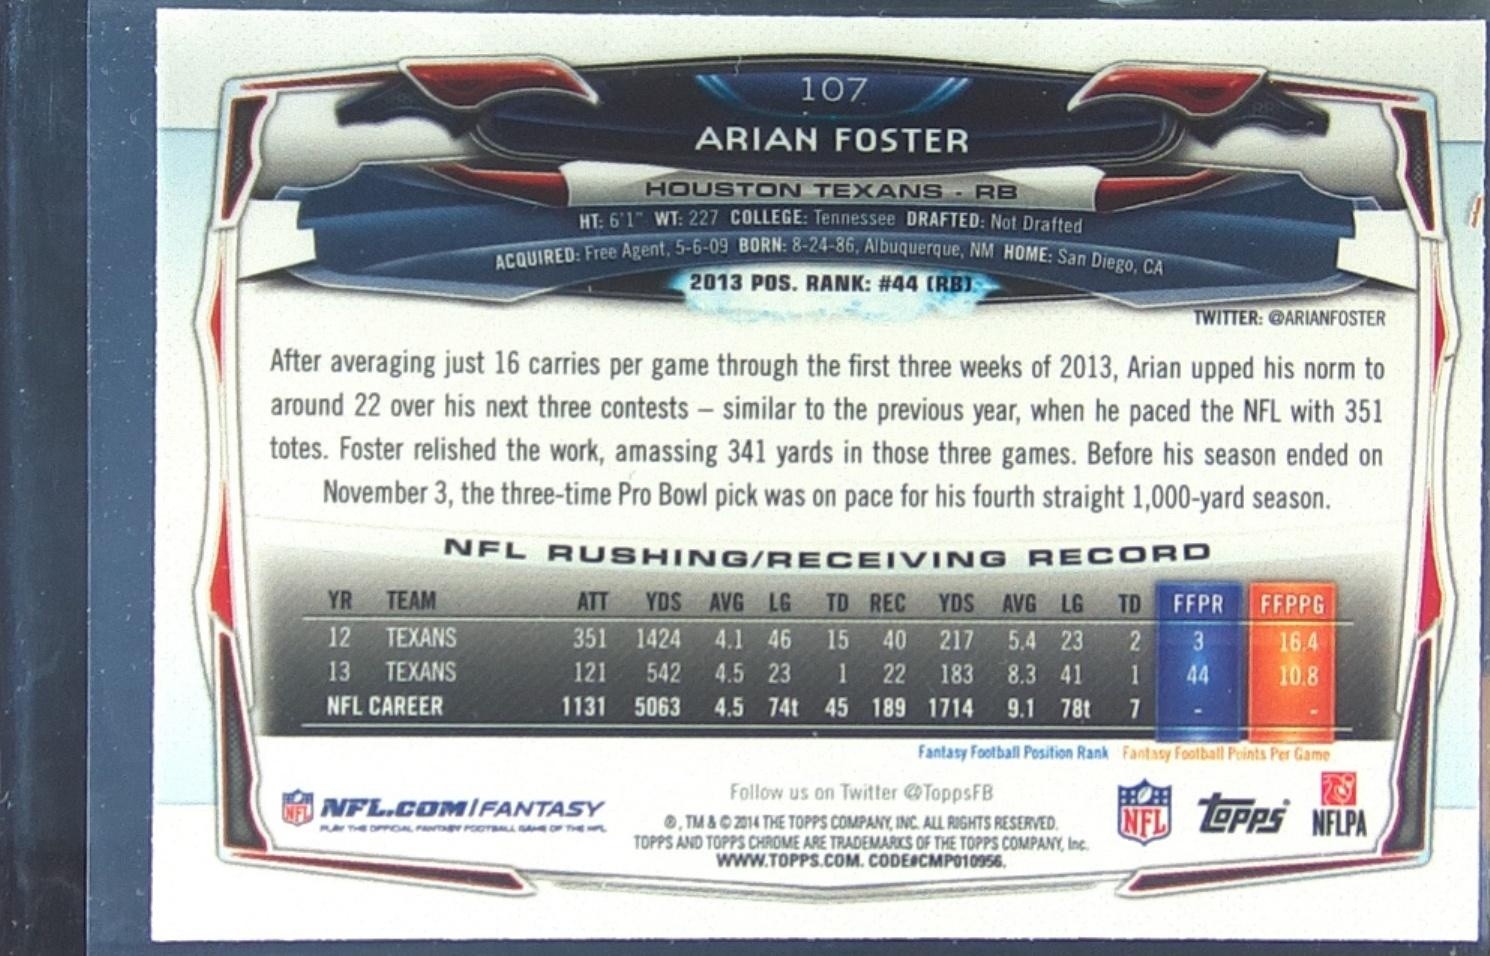 107
ARIAN FOSTER
HOUSTON TEXANS - RB
HT: 6'1" WT: 227 COLLEGE: Tennessee DRAFTED: Not Drafted
ACQUIRED: Free Agent, 5-6-09 BORN: 8-24-86, Albuquerque, NM HOME: San Diego, CA
2013 POS. RANK: #44 (RB)
TWITTER: @ARIANFOSTER
After averaging just 16 carries per game through the first three weeks of 2013, Arian upped his norm to
around 22 over his next three contests – similar to the previous year, when he paced the NFL with 351
totes. Foster relished the work, amassing 341 yards in those three games. Before his season ended on
November 3, the three-time Pro Bowl pick was on pace for his fourth straight 1,000-yard season.
NFL RUSHING/RECEIVING RECORD
YR TEAM ATT YDS AVG LG TD REC YDS AVG LG TD FFPR FFPPG
12 TEXANS 351 1424 4.1 46 15 40 217 5.4 23 2 3 16.4
13 TEXANS 121 542 4.5 23 1 22 183 8.3 41 1 44 10.8
NFL CAREER 1131 5063 4.5 74t 45 189 1714 9.1 78t 7 - -
Fantasy Football Position Rank Fantasy Football Points Per Game
NFL NFL.COM/FANTASY
PLAY THE OFFICIAL FANTASY FOOTBALL GAME OF THE NFL
Follow us on Twitter @ToppsFB
®, TM & © 2014 THE TOPPS COMPANY, INC. ALL RIGHTS RESERVED.
TOPPS AND TOPPS CHROME ARE TRADEMARKS OF THE TOPPS COMPANY, Inc.
WWW.TOPPS.COM. CODE#CMP010956.
NFL Topps NFLPA